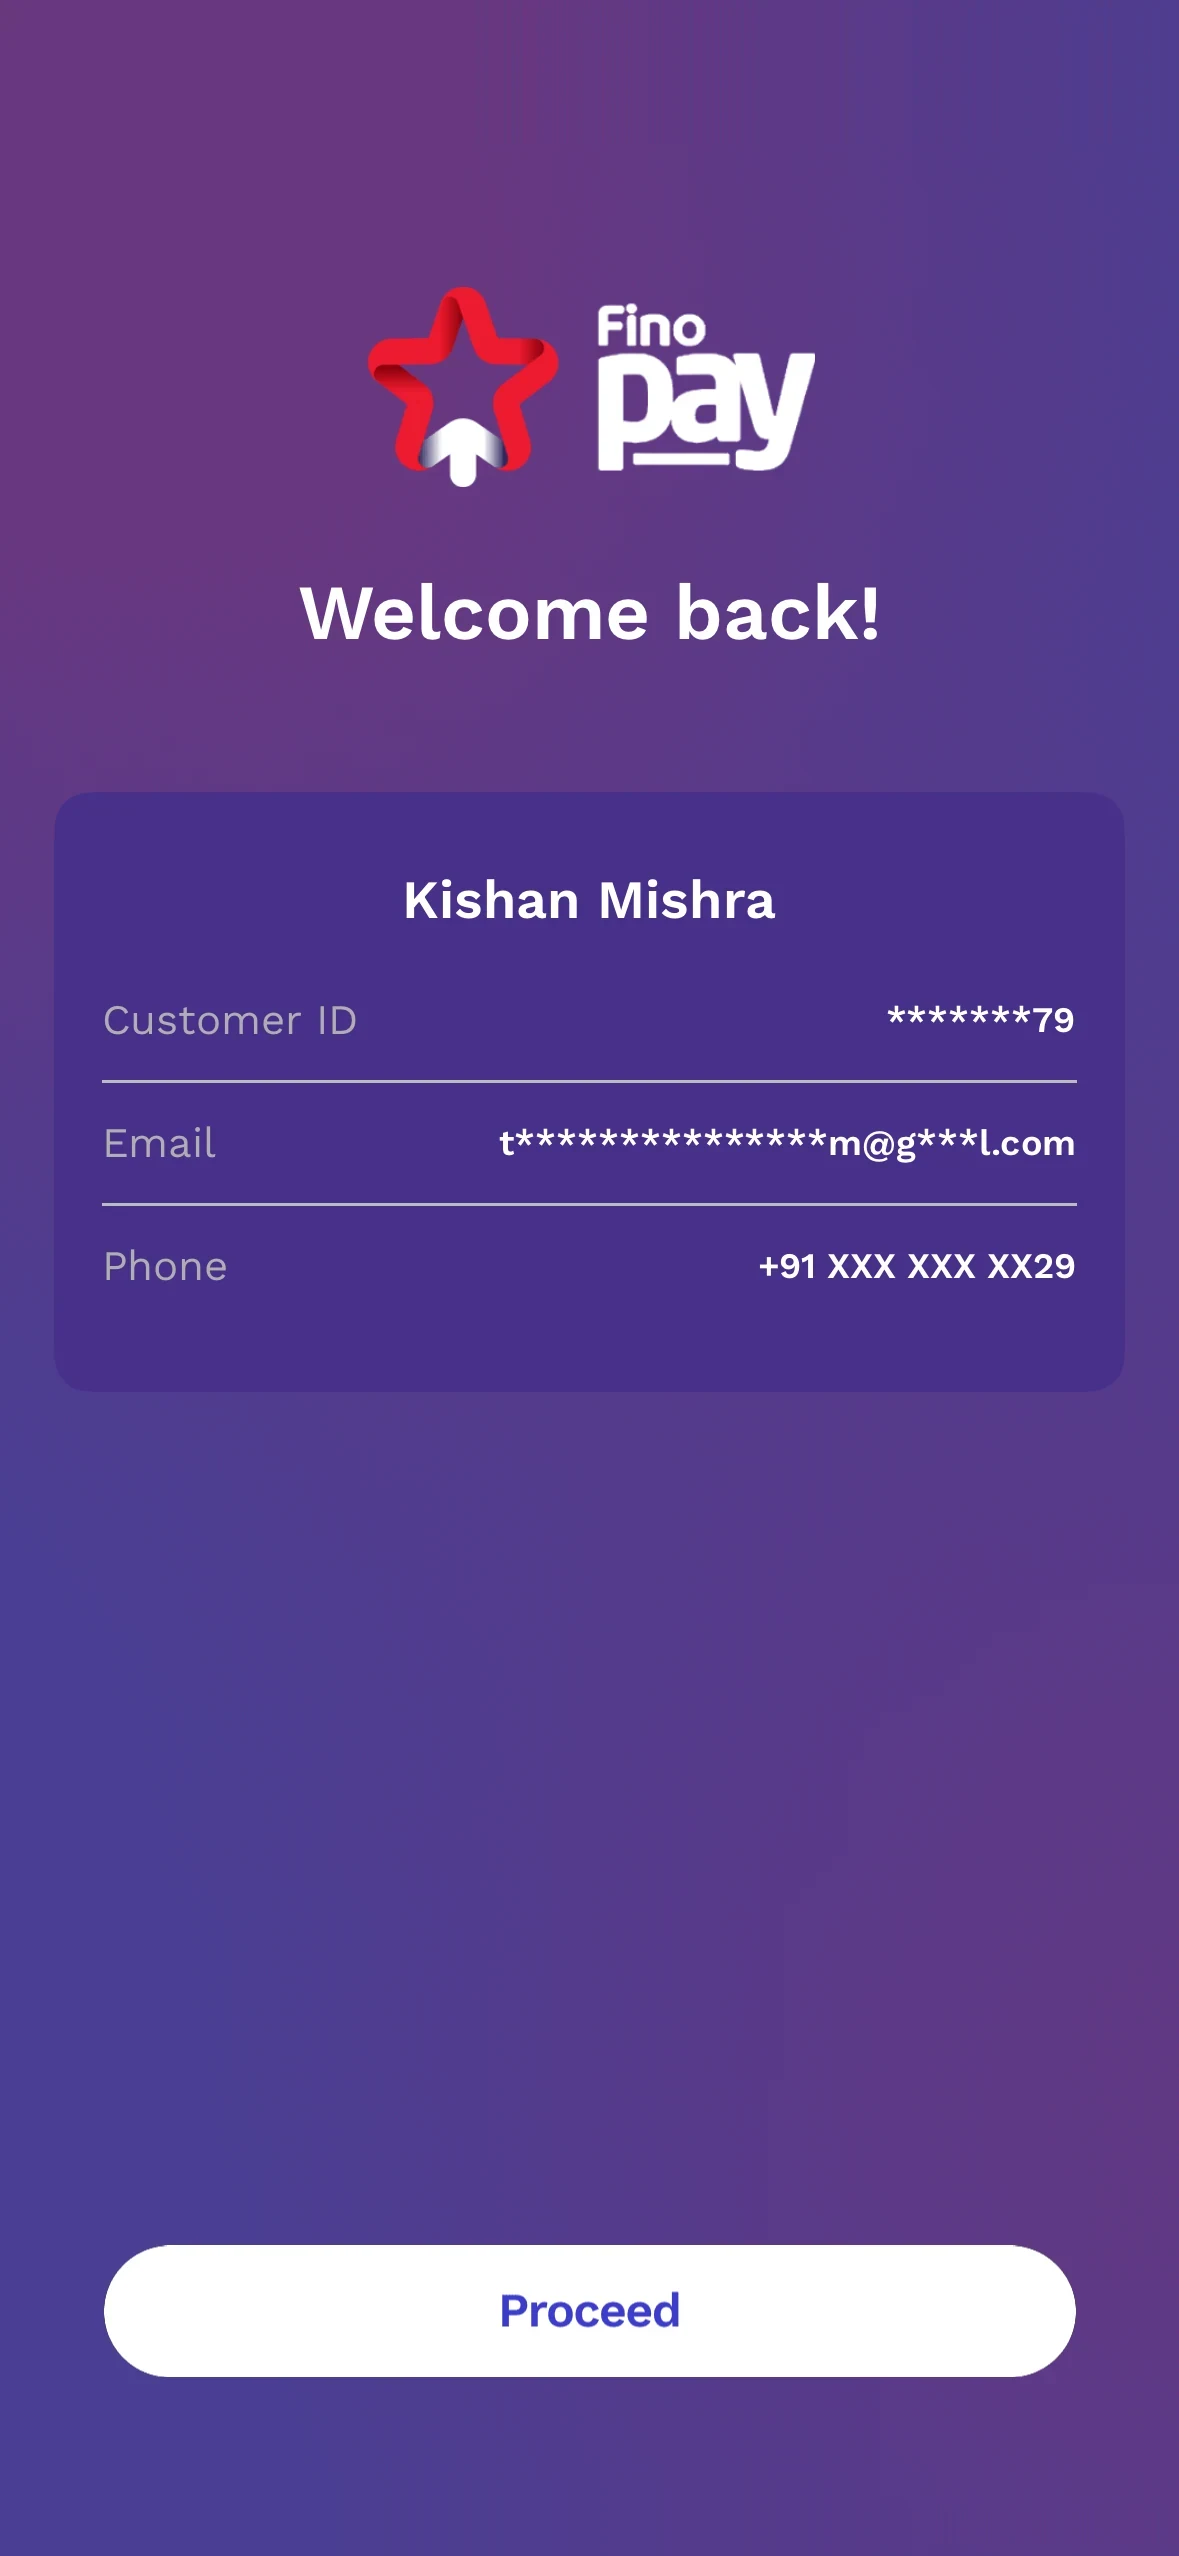 Fino
pay
Welcome back!
Kishan Mishra
Customer ID *******79
Email t***************m@g***l.com
Phone +91 XXX XXX XX29
Proceed